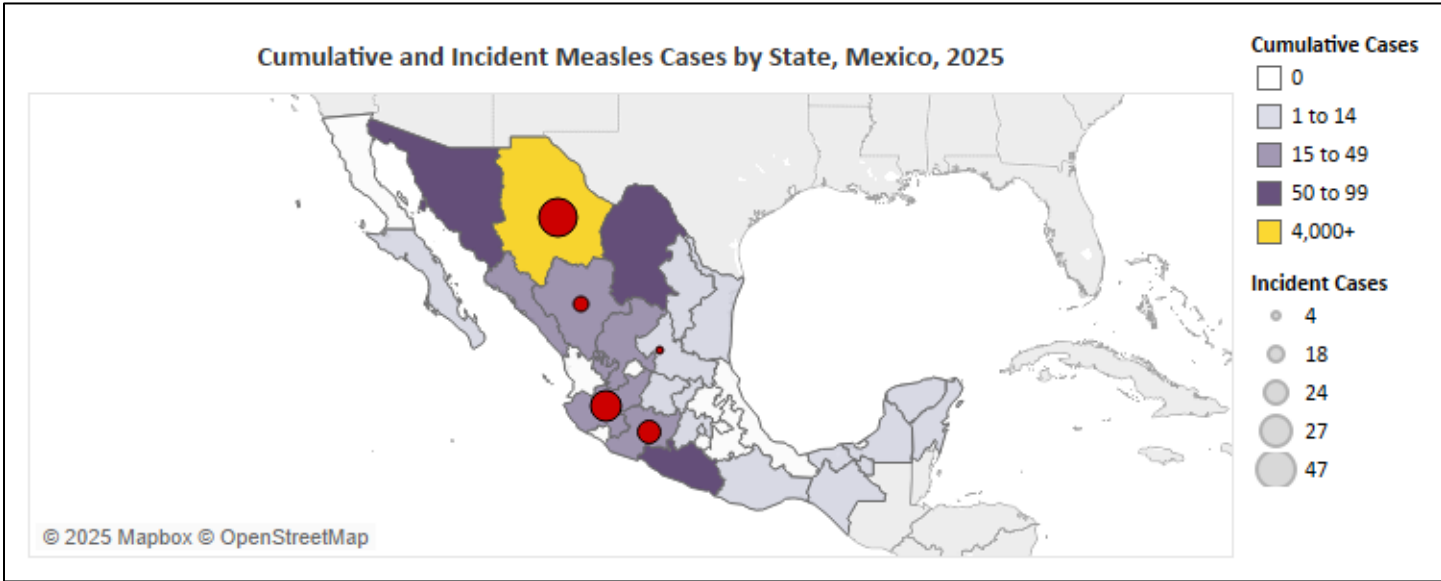 Cumulative and Incident Measles Cases by State, Mexico, 2025
Cumulative Cases
0
1 to 14
15 to 49
50 to 99
4,000+
Incident Cases
4
18
24
27
47
© 2025 Mapbox © OpenStreetMap